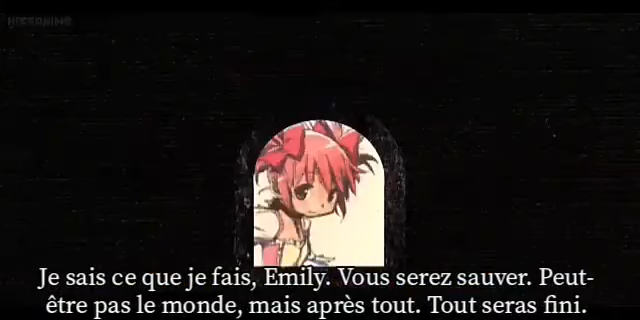 Je sais ce que je fais, Emily. Vous serez sauver. Peut-
être pas le monde, mais après tout. Tout seras fini.